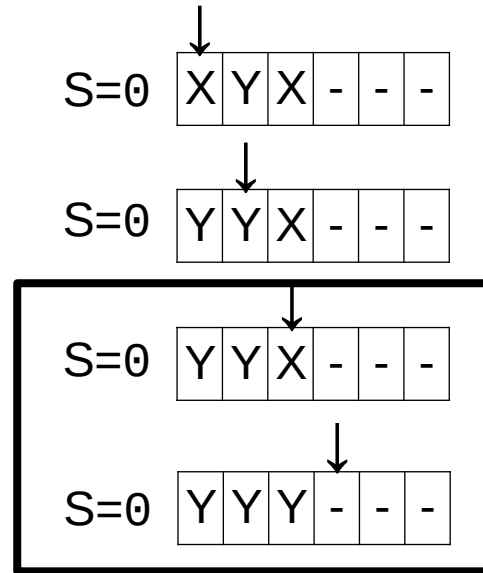 S=0 X Y X - - -
S=0 Y Y X - - -
S=0 Y Y X - - -
S=0 Y Y Y - - -